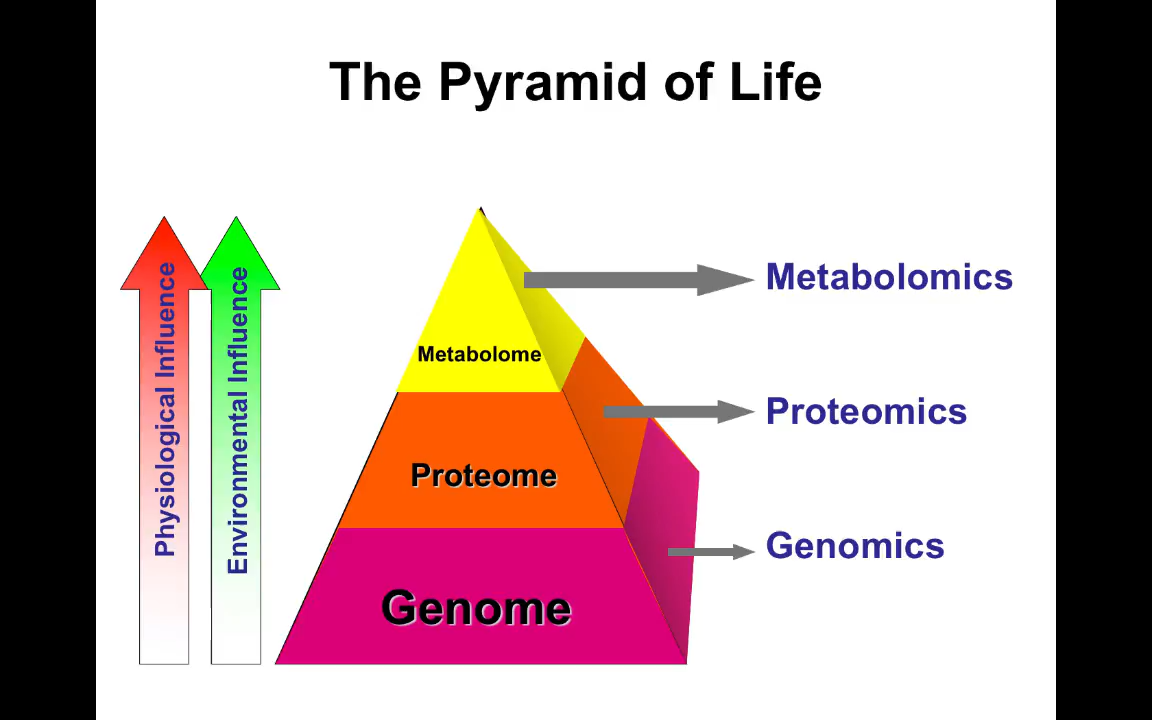 The Pyramid of Life
Physiological Influence
Environmental Influence
Metabolome
Proteome
Genome
Metabolomics
Proteomics
Genomics